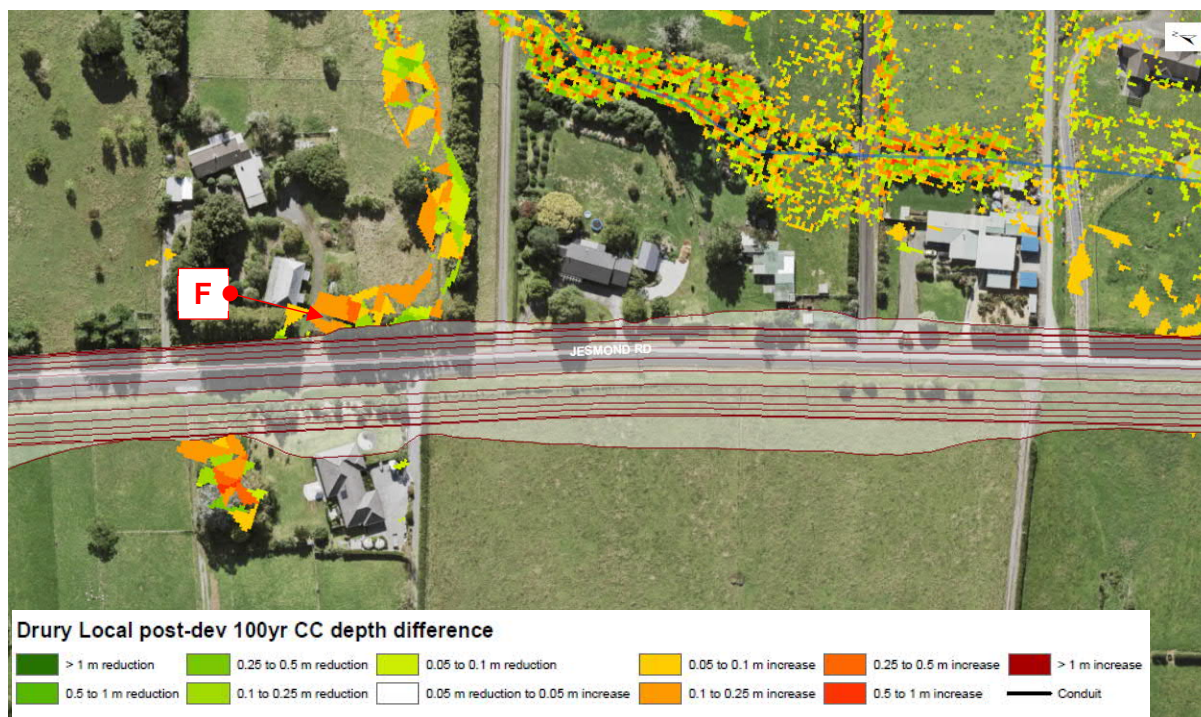 F
JESMOND RD
Drury Local post-dev 100yr CC depth difference
> 1 m reduction 0.25 to 0.5 m reduction 0.05 to 0.1 m reduction 0.05 to 0.1 m increase 0.25 to 0.5 m increase > 1 m increase
0.5 to 1 m reduction 0.1 to 0.25 m reduction 0.05 m reduction to 0.05 m increase 0.1 to 0.25 m increase 0.5 to 1 m increase Conduit